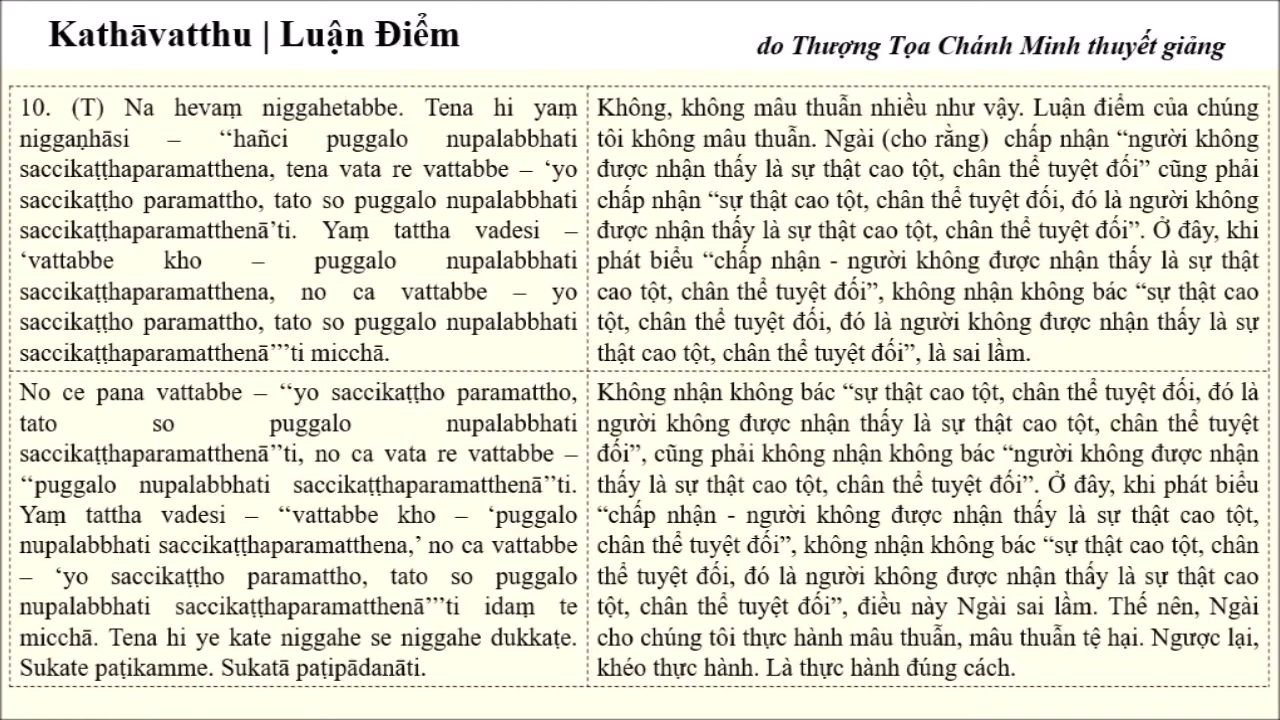 Kathāvatthu | Luận Điểm
do Thượng Tọa Chánh Minh thuyết giảng
10. (T) Na hevaṃ niggahetabbe. Tena hi yaṃ
niggaṇhāsi – “hañci puggalo nupalabbhati
saccikaṭṭhaparamatthena, tena vata re vattabbe – ‘yo
saccikaṭṭho paramattho, tato so puggalo nupalabbhati
saccikaṭṭhaparamatthenā’ti. Yaṃ tattha vadesi –
‘vattabbe kho – puggalo nupalabbhati
saccikaṭṭhaparamatthena, no ca vattabbe – yo
saccikaṭṭho paramattho, tato so puggalo nupalabbhati
saccikaṭṭhaparamatthenā’”ti micchā.
Không, không mâu thuẫn nhiều như vậy. Luận điểm của chúng
tôi không mâu thuẫn. Ngài (cho rằng) chấp nhận “người không
được nhận thấy là sự thật cao tột, chân thể tuyệt đối” cũng phải
chấp nhận “sự thật cao tột, chân thể tuyệt đối, đó là người không
được nhận thấy là sự thật cao tột, chân thể tuyệt đối”. Ở đây, khi
phát biểu “chấp nhận - người không được nhận thấy là sự thật
cao tột, chân thể tuyệt đối”, không nhận không bác “sự thật cao
tột, chân thể tuyệt đối, đó là người không được nhận thấy là sự
thật cao tột, chân thể tuyệt đối”, là sai lầm.
No ce pana vattabbe – “yo saccikaṭṭho paramattho,
tato so puggalo nupalabbhati
saccikaṭṭhaparamatthenā”ti, no ca vata re vattabbe –
“puggalo nupalabbhati saccikaṭṭhaparamatthenā”ti.
Yaṃ tattha vadesi – “vattabbe kho – ‘puggalo
nupalabbhati saccikaṭṭhaparamatthena,’ no ca vattabbe
– ‘yo saccikaṭṭho paramattho, tato so puggalo
nupalabbhati saccikaṭṭhaparamatthenā’”ti idaṃ te
micchā. Tena hi ye kate niggahe se niggahe dukkaṭe.
Sukate paṭikamme. Sukatā paṭipādanāti.
Không nhận không bác “sự thật cao tột, chân thể tuyệt đối, đó là
người không được nhận thấy là sự thật cao tột, chân thể tuyệt
đối”, cũng phải không nhận không bác “người không được nhận
thấy là sự thật cao tột, chân thể tuyệt đối”. Ở đây, khi phát biểu
“chấp nhận - người không được nhận thấy là sự thật cao tột,
chân thể tuyệt đối”, không nhận không bác “sự thật cao tột, chân
thể tuyệt đối, đó là người không được nhận thấy là sự thật cao
tột, chân thể tuyệt đối”, điều này Ngài sai lầm. Thế nên, Ngài
cho chúng tôi thực hành mâu thuẫn, mâu thuẫn tệ hại. Ngược lại,
khéo thực hành. Là thực hành đúng cách.